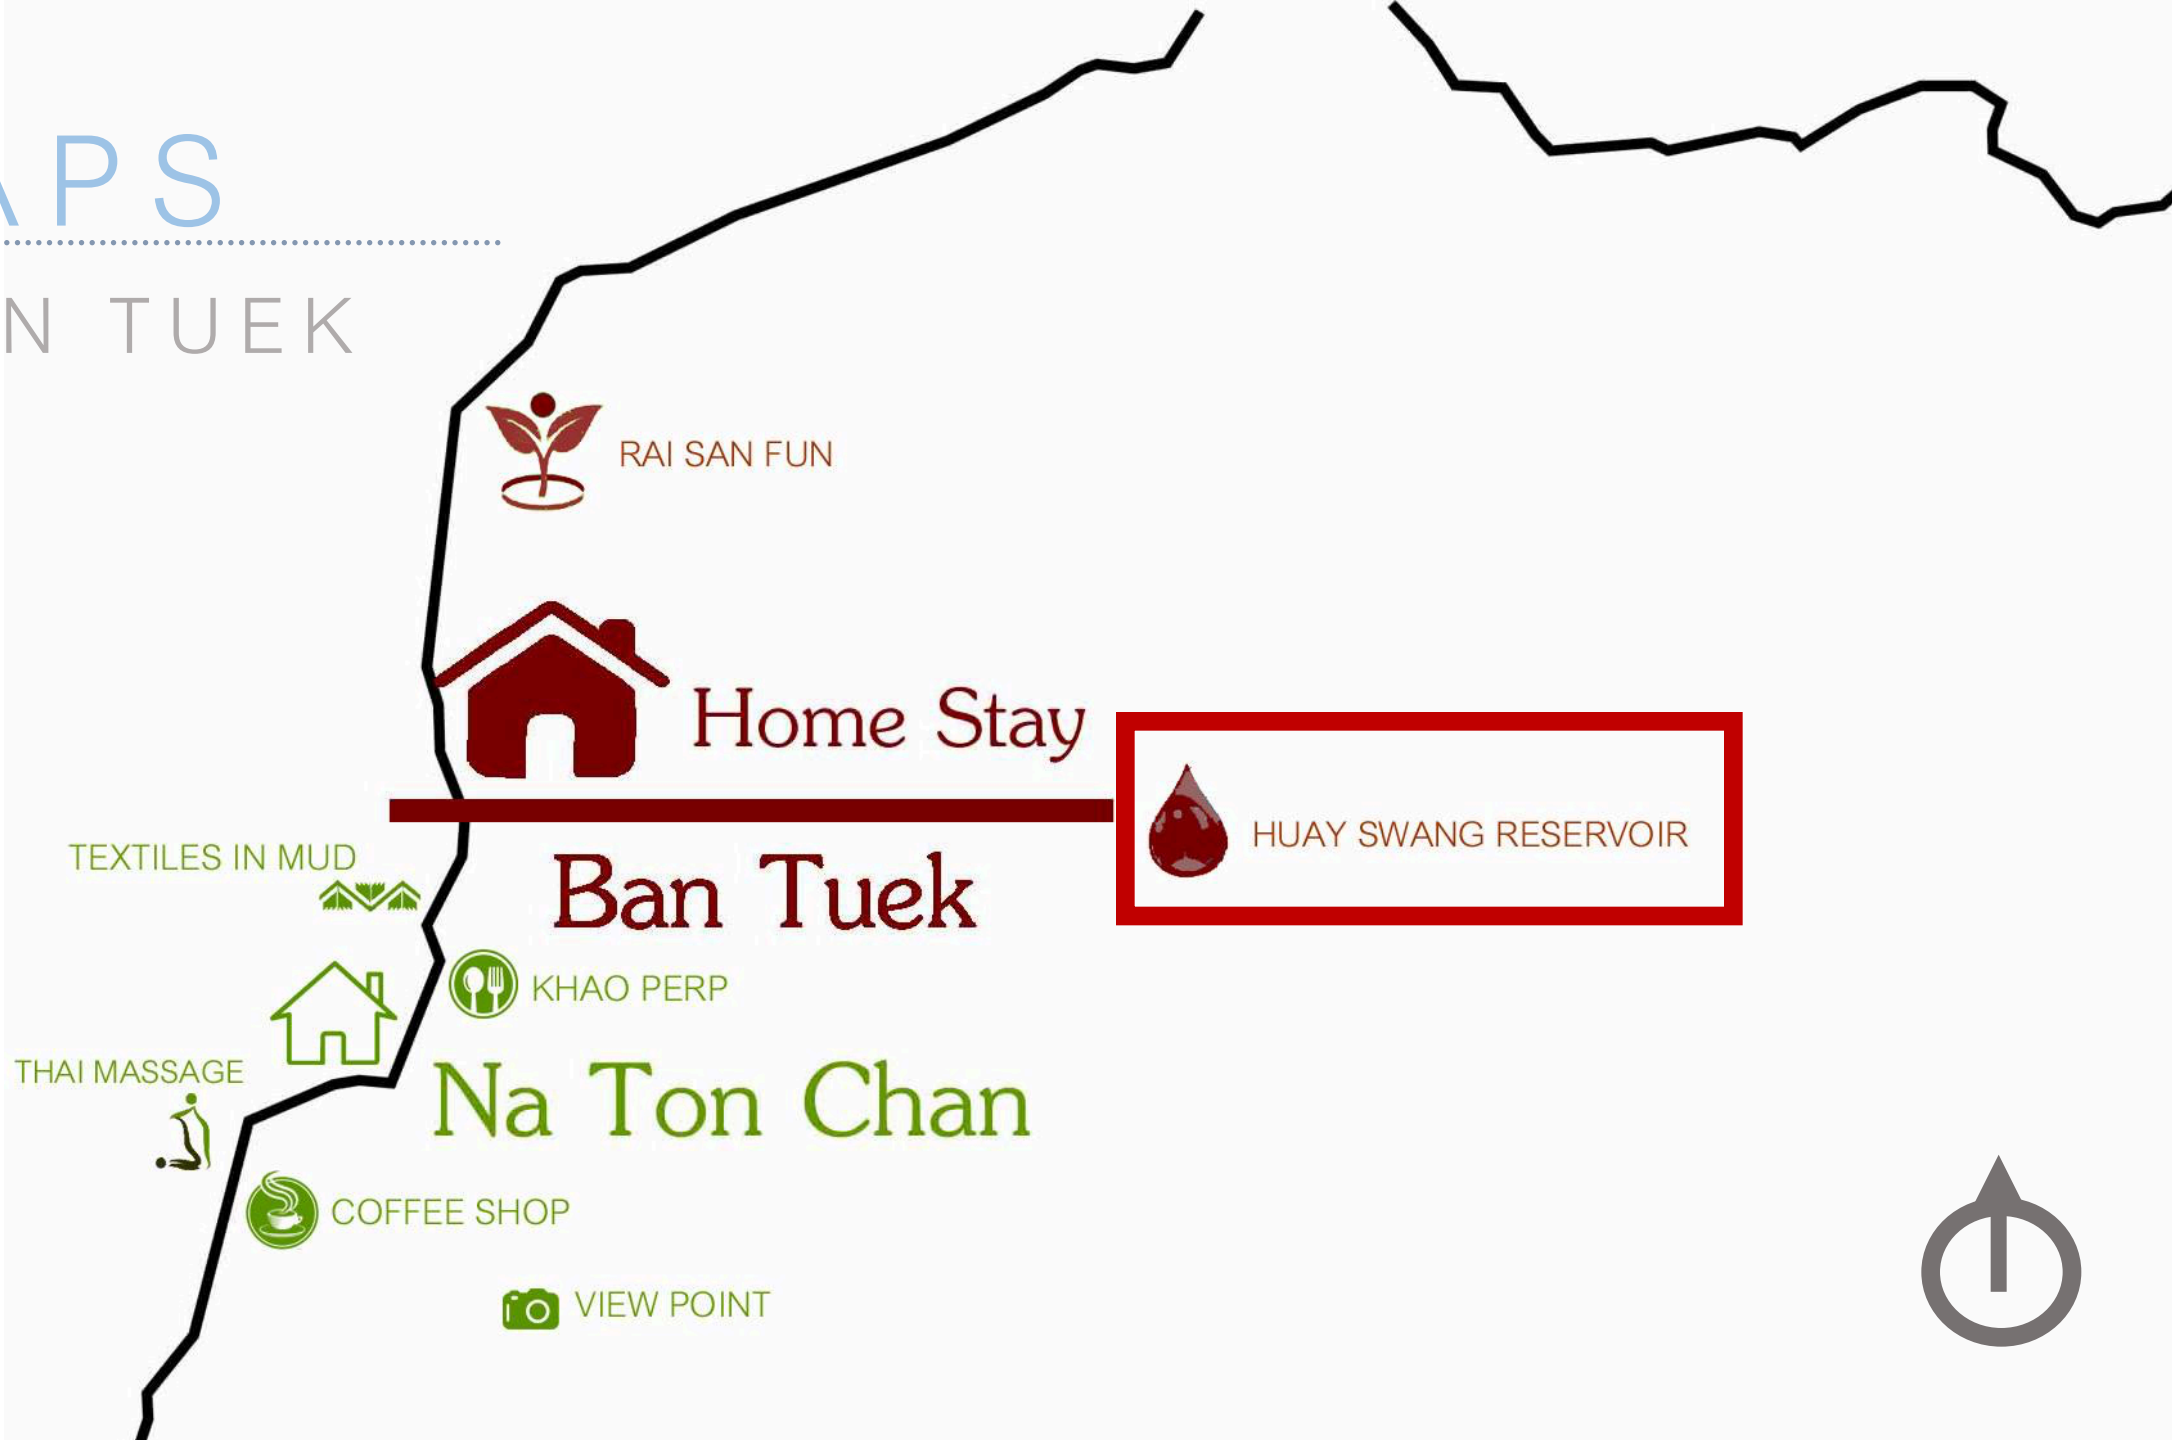 APS
N TUEK
RAI SAN FUN
Home Stay
HUAY SWANG RESERVOIR
TEXTILES IN MUD
Ban Tuek
KHAO PERP
THAI MASSAGE
Na Ton Chan
COFFEE SHOP
VIEW POINT